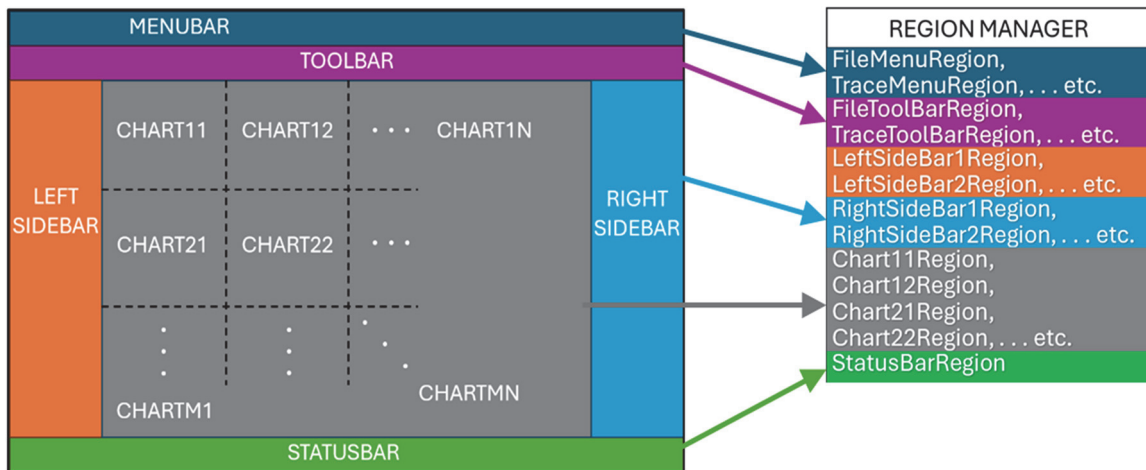 MENUBAR
TOOLBAR
LEFT
SIDEBAR
CHART11 CHART12 ... CHART1N
CHART21 CHART22 ...
CHARTM1 CHARTMN
RIGHT
SIDEBAR
STATUSBAR
REGION MANAGER
FileMenuRegion,
TraceMenuRegion, . . . etc.
FileToolBarRegion,
TraceToolBarRegion, . . . etc.
LeftSideBar1Region,
LeftSideBar2Region, . . . etc.
RightSideBar1Region,
RightSideBar2Region, . . . etc.
Chart11Region,
Chart12Region,
Chart21Region,
Chart22Region, . . . etc.
StatusBarRegion